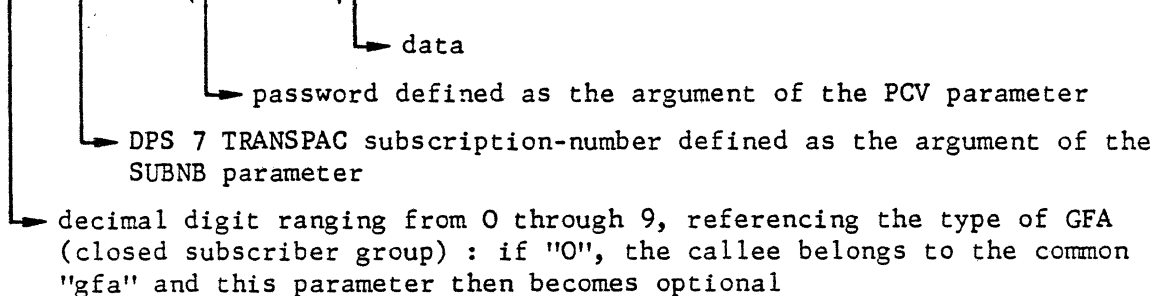 data
password defined as the argument of the PCV parameter
DPS 7 TRANSPAC subscription-number defined as the argument of the
SUBNB parameter
decimal digit ranging from 0 through 9, referencing the type of GFA
(closed subscriber group) : if "0", the callee belongs to the common
"gfa" and this parameter then becomes optional